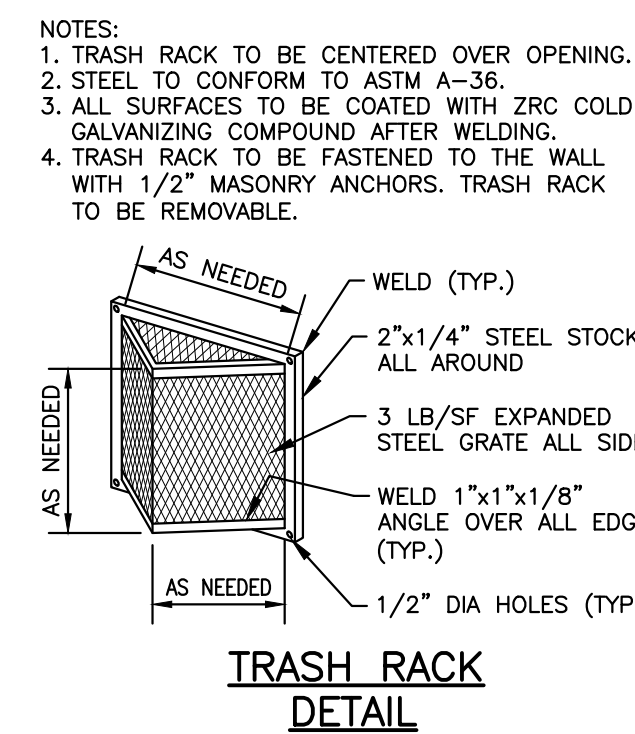 NOTES:
1. TRASH RACK TO BE CENTERED OVER OPENING.
2. STEEL TO CONFORM TO ASTM A-36.
3. ALL SURFACES TO BE COATED WITH ZRC COLD
GALVANIZING COMPOUND AFTER WELDING.
4. TRASH RACK TO BE FASTENED TO THE WALL
WITH 1/2" MASONRY ANCHORS. TRASH RACK
TO BE REMOVABLE.
AS NEEDED
WELD (TYP.)
2"x1/4" STEEL STOCK
ALL AROUND
AS NEEDED
3 LB/SF EXPANDED
STEEL GRATE ALL
WELD 1"x1"x1/8"
ANGLE OVER ALL
(TYP.)
AS NEEDED
1/2" DIA HOLES (TYP
TRASH RACK
DETAIL